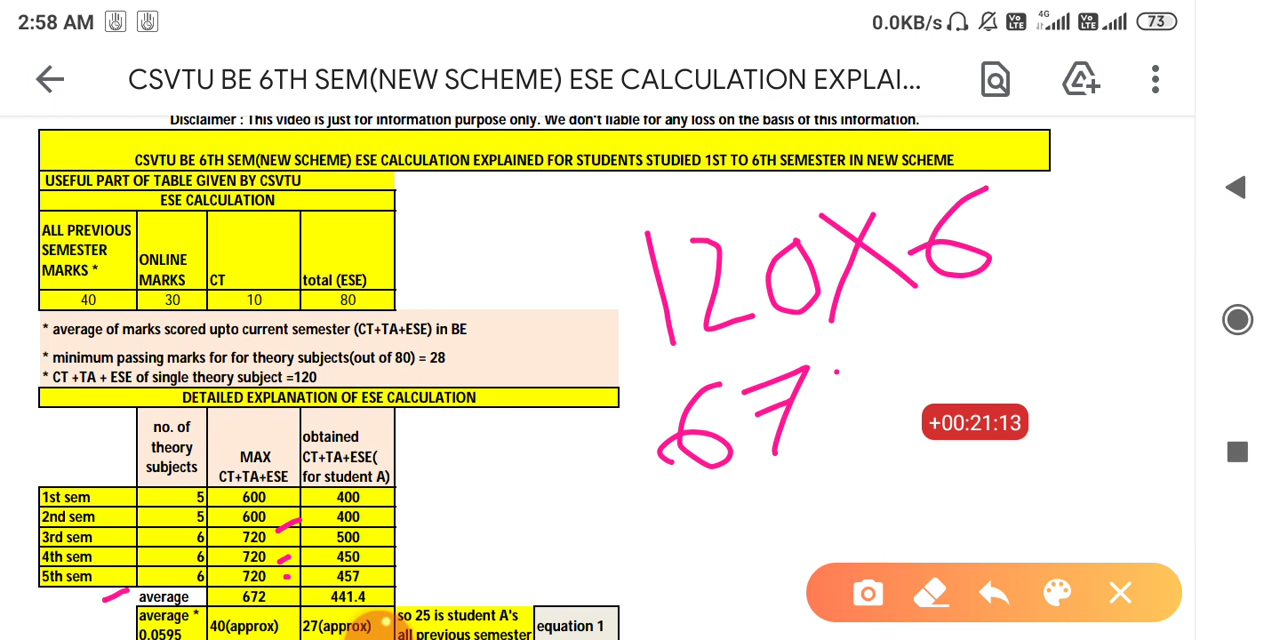 2:58 AM 0.0KB/s Vo LTE 4G Vo LTE 73
CSVTU BE 6TH SEM(NEW SCHEME) ESE CALCULATION EXPLAI...
Disclaimer : This video is just for information purpose only. We don't liable for any loss on the basis of this information.
CSVTU BE 6TH SEM(NEW SCHEME) ESE CALCULATION EXPLAINED FOR STUDENTS STUDIED 1ST TO 6TH SEMESTER IN NEW SCHEME
USEFUL PART OF TABLE GIVEN BY CSVTU
ESE CALCULATION
ALL PREVIOUS
SEMESTER
MARKS *
ONLINE
MARKS
CT
total (ESE)
40 30 10 80
* average of marks scored upto current semester (CT+TA+ESE) in BE
* minimum passing marks for for theory subjects(out of 80) = 28
* CT +TA + ESE of single theory subject =120
120X6
67
+00:21:13
DETAILED EXPLANATION OF ESE CALCULATION
no. of
theory
subjects
MAX
CT+TA+ESE
obtained
CT+TA+ESE(
for student A)
1st sem 5 600 400
2nd sem 5 600 400
3rd sem 6 720 500
4th sem 6 720 450
5th sem 6 720 457
average 672 441.4
average *
0.0595
40(approx) 27(approx)
so 25 is student A's
all previous semester
equation 1